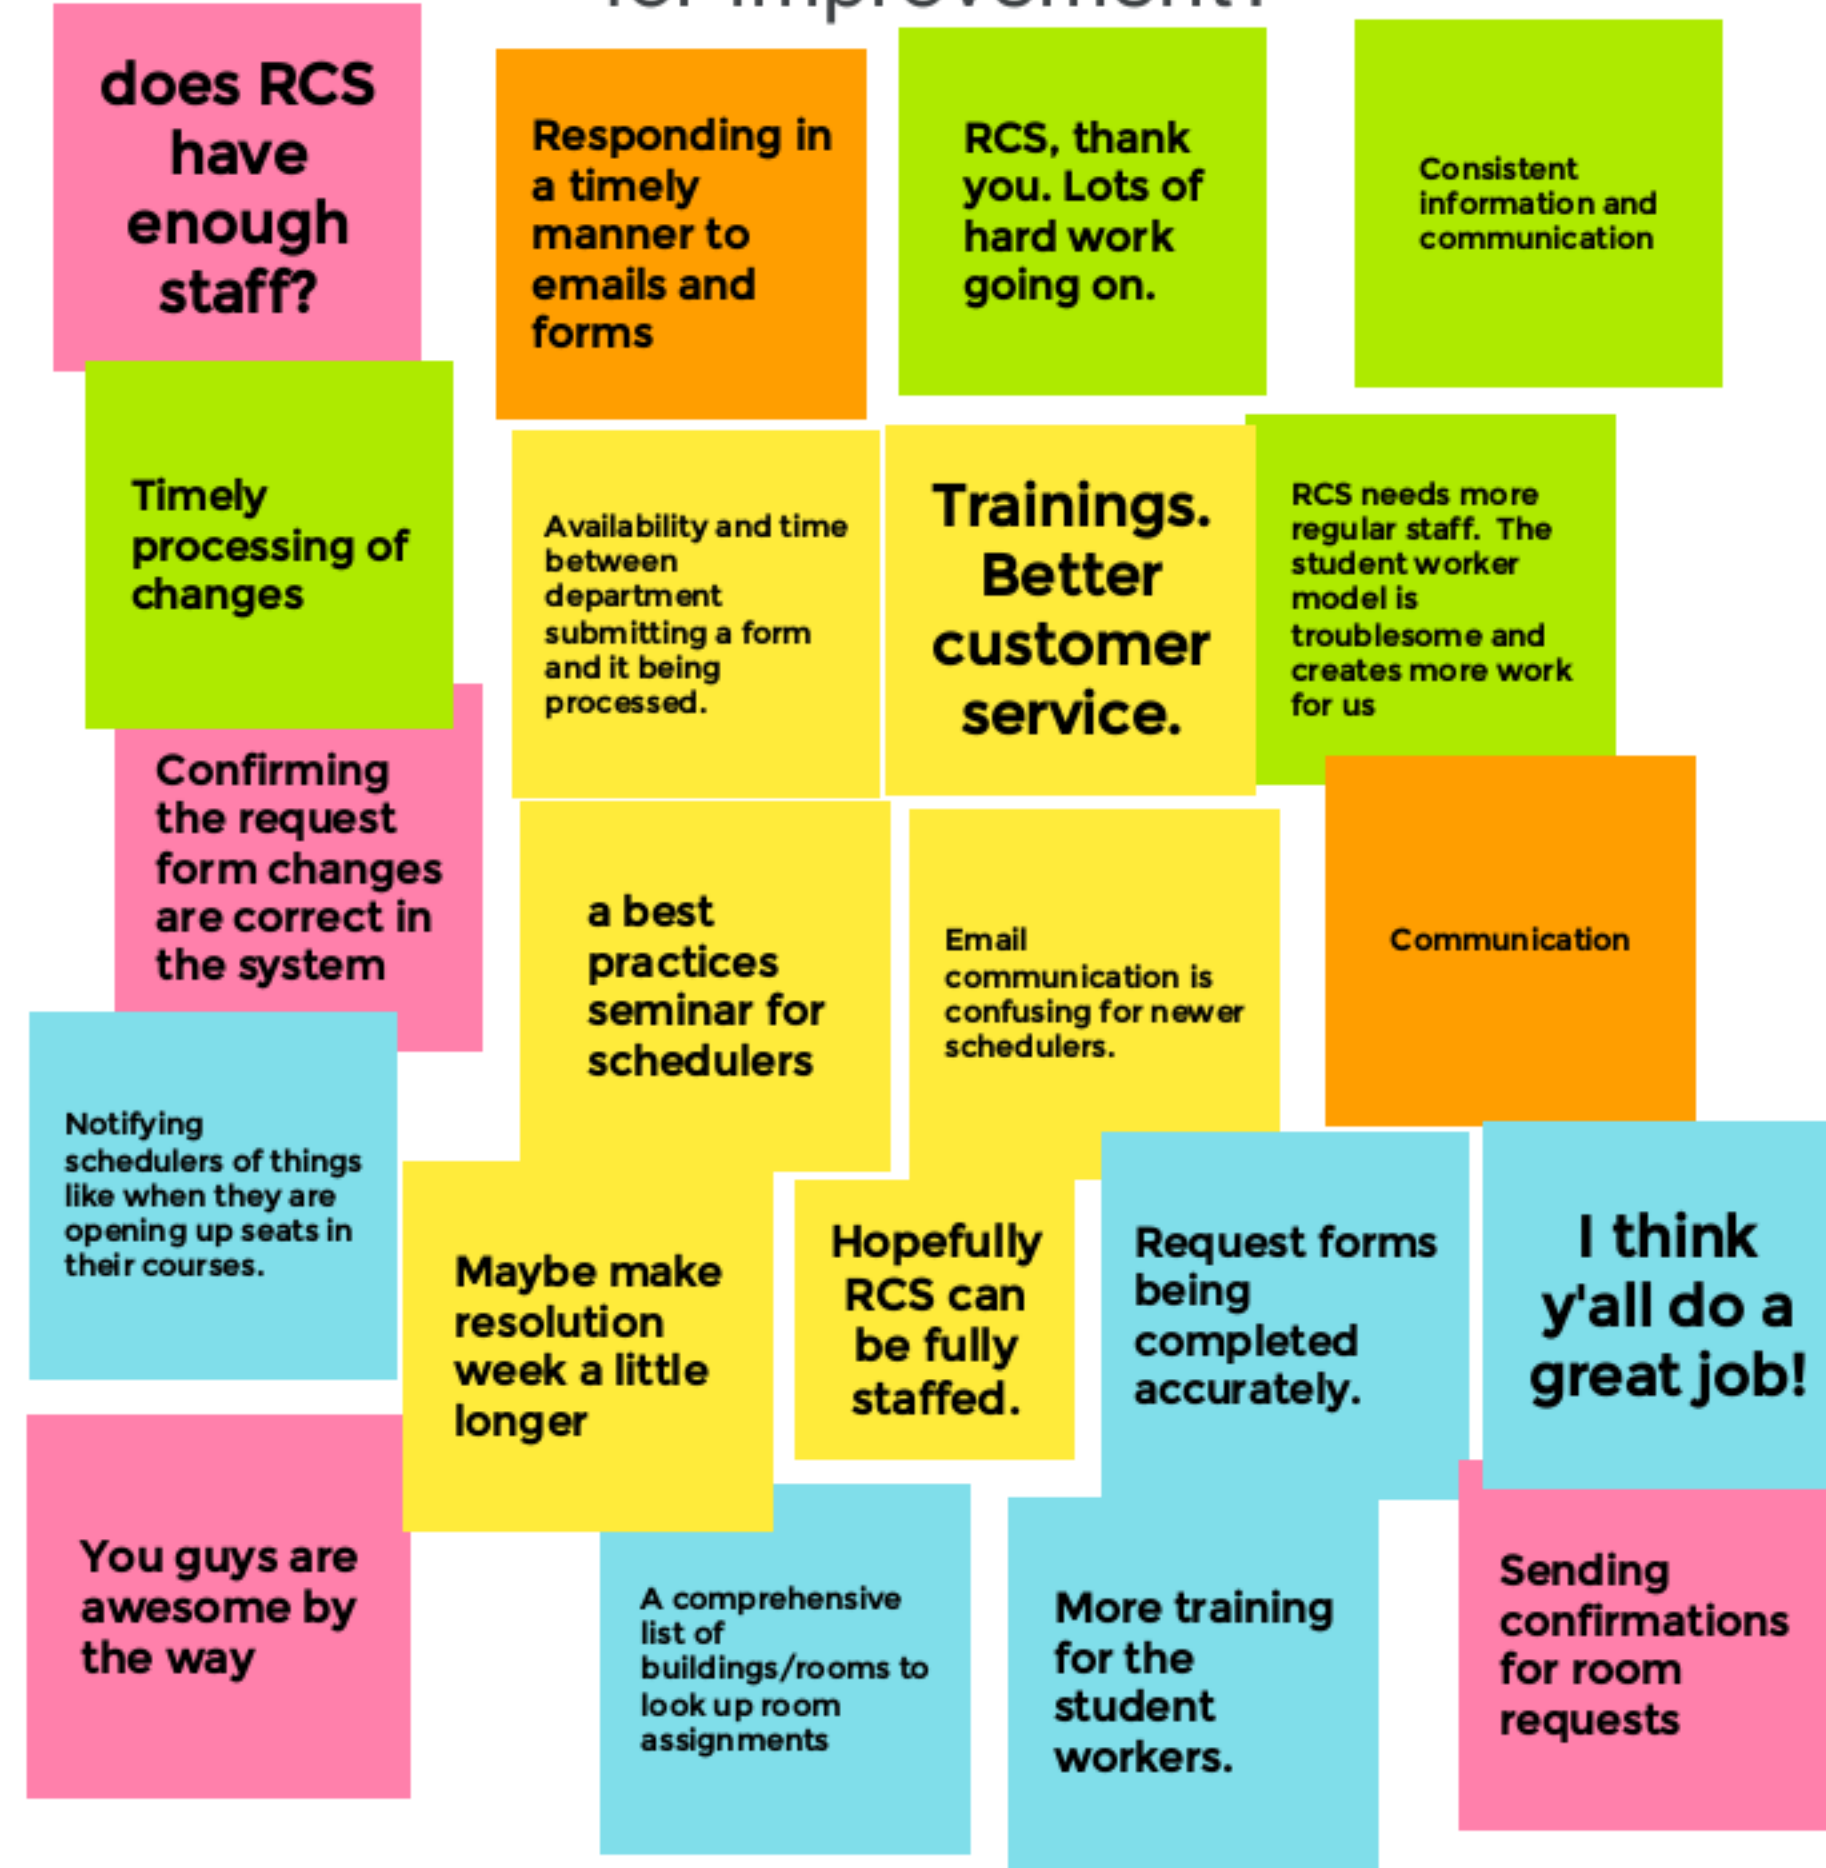 for improvement?
does RCS
have
enough
staff?
Responding in
a timely
manner to
emails and
forms
RCS, thank
you. Lots of
hard work
going on.
Consistent
information and
communication
Timely
processing of
changes
Availability and time
between
department
submitting a form
and it being
processed.
Trainings.
Better
customer
service.
RCS needs more
regular staff. The
student worker
model is
troublesome and
creates more work
for us
Confirming
the request
form changes
are correct in
the system
a best
practices
seminar for
schedulers
Email
communication is
confusing for newer
schedulers.
Communication
Notifying
schedulers of things
like when they are
opening up seats in
their courses.
Maybe make
resolution
week a little
longer
Hopefully
RCS can
be fully
staffed.
Request forms
being
completed
accurately.
I think
y'all do a
great job!
You guys are
awesome by
the way
A comprehensive
list of
buildings/rooms to
look up room
assignments
More training
for the
student
workers.
Sending
confirmations
for room
requests